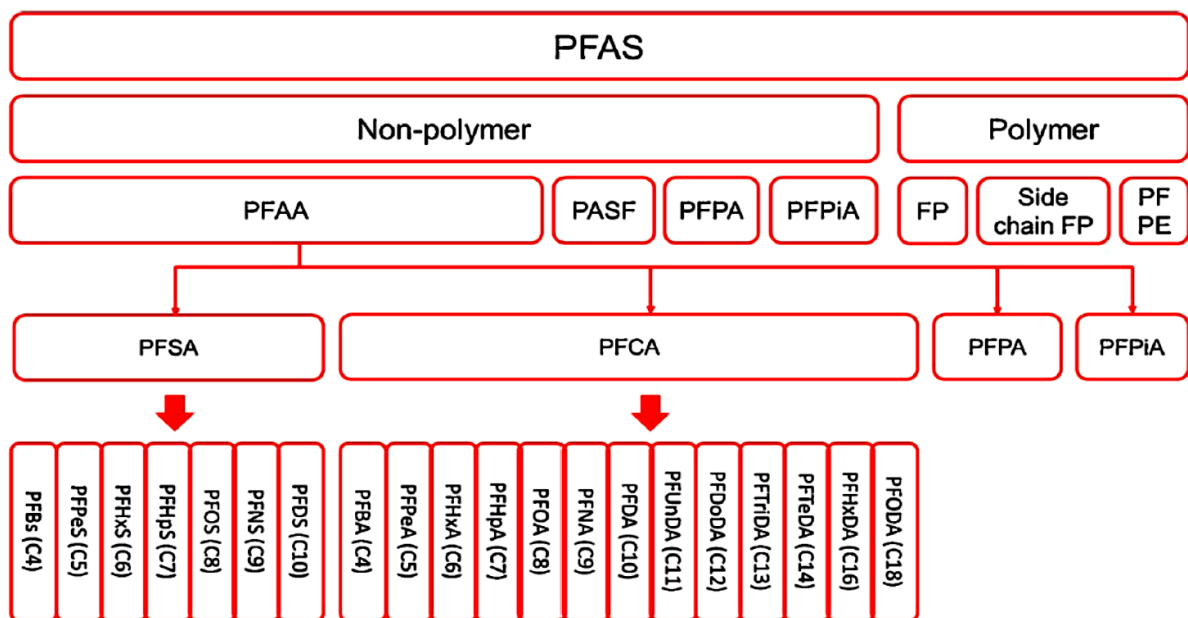 PFAS
Non-polymer
Polymer
PFAA
PASF
PFPA
PFPiA
FP
Side
chain FP
PF
PE
PFSA
PFCA
PFPA
PFPiA
PFBs (C4)
PFPeS (C5)
PFHxS (C6)
PFHpS (C7)
PFOS (C8)
PFNS (C9)
PFDS (C10)
PFBA (C4)
PFPeA (C5)
PFHxA (C6)
PFHpA (C7)
PFOA (C8)
PFNA (C9)
PFDA (C10)
PFUnDA (C11)
PFDoDA (C12)
PFTriDA (C13)
PFTeDA (C14)
PFHxDA (C16)
PFODA (C18)